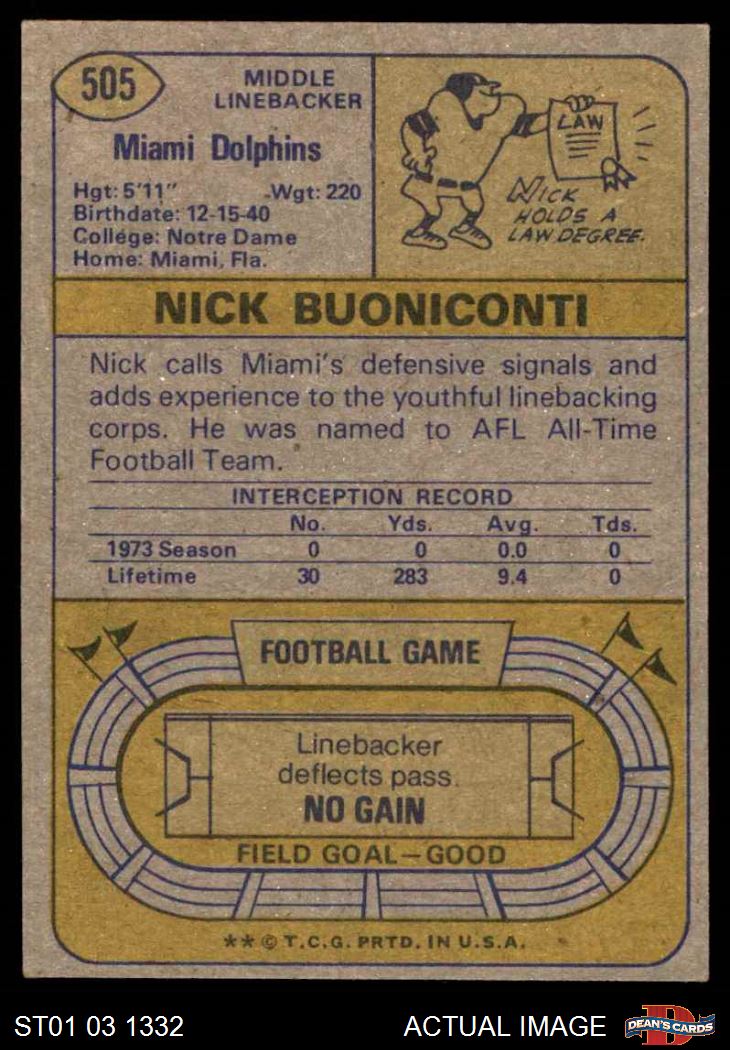 505
MIDDLE
LINEBACKER
Miami Dolphins
Hgt: 5'11" Wgt: 220
Birthdate: 12-15-40
College: Notre Dame
Home: Miami, Fla.
LAW
NICK
HOLDS A
LAW DEGREE.
NICK BUONICONTI
Nick calls Miami's defensive signals and
adds experience to the youthful linebacking
corps. He was named to AFL All-Time
Football Team.
INTERCEPTION RECORD
No. Yds. Avg. Tds.
1973 Season 0 0 0.0 0
Lifetime 30 283 9.4 0
FOOTBALL GAME
Linebacker
deflects pass.
NO GAIN
FIELD GOAL—GOOD
** © T.C.G. PRTD. IN U.S.A.
ST01 03 1332 ACTUAL IMAGE
D
DEAN'S CARDS